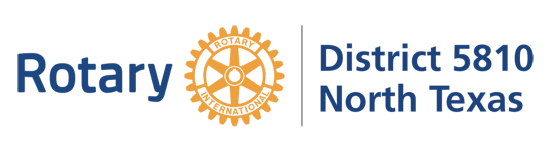 Rotary
ROTARY
INTERNATIONAL
District 5810
North Texas